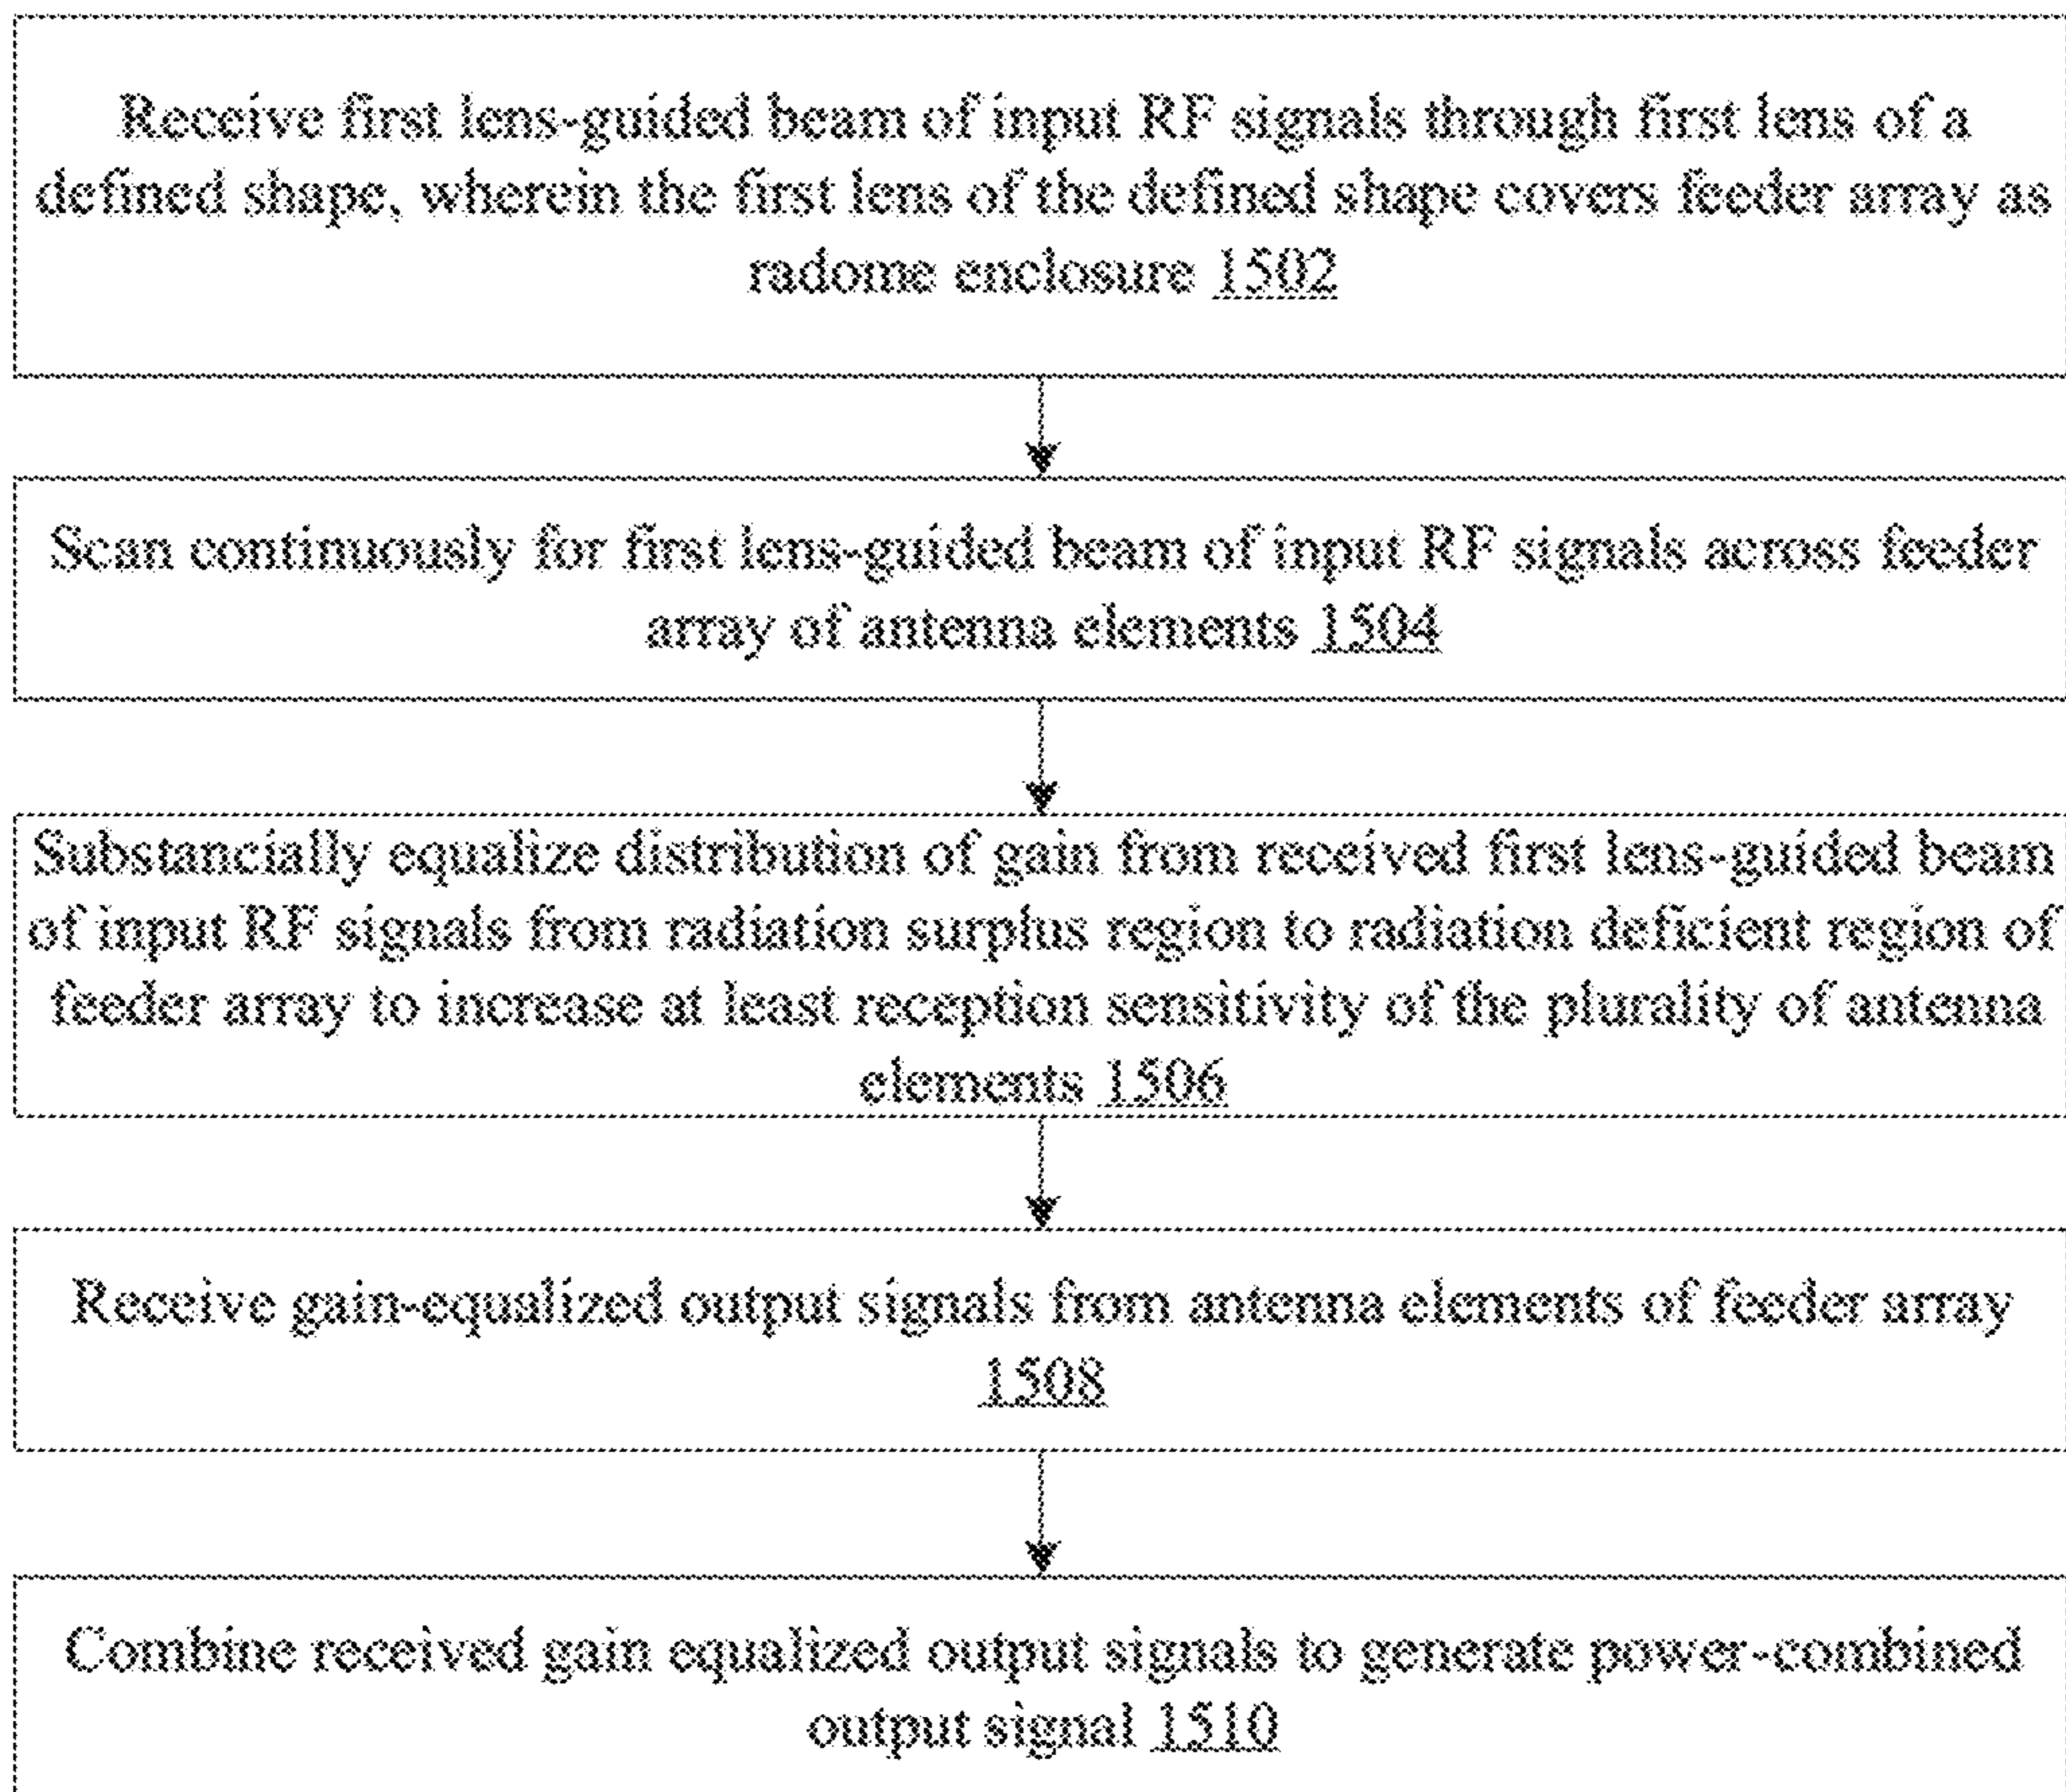 Receive first lens-guided beam of input RF signals through first lens of a
defined shape, wherein the first lens of the defined shape covers feeder array as
radome enclosure 1502
Scan continuously for first lens-guided beam of input RF signals across feeder
array of antenna elements 1504
Substancially equalize distribution of gain from received first lens-guided beam
of input RF signals from radiation surplus region to radiation deficient region of
feeder array to increase at least reception sensitivity of the plurality of antenna
elements 1506
Receive gain-equalized output signals from antenna elements of feeder array
1508
Combine received gain equalized output signals to generate power-combined
output signal 1510